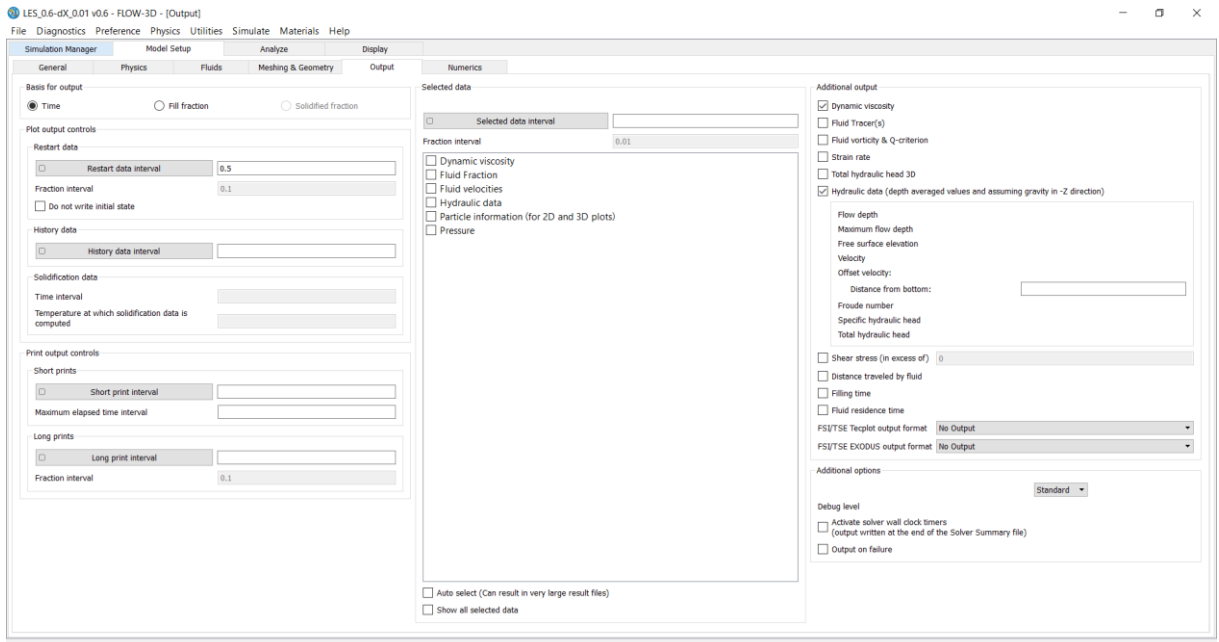 LES_0.6-dX_0.01 v0.6 - FLOW-3D - [Output]
File Diagnostics Preference Physics Utilities Simulate Materials Help
Simulation Manager Model Setup Analyze Display
General Physics Fluids Meshing & Geometry Output Numerics
Basis for output
Time Fill fraction Solidified fraction
Plot output controls
Restart data
Restart data interval 0.5
Fraction interval 0.1
Do not write initial state
History data
History data interval
Solidification data
Time interval
Temperature at which solidification data is
computed
Print output controls
Short prints
Short print interval
Maximum elapsed time interval
Long prints
Long print interval
Fraction interval 0.1
Selected data
Selected data interval
Fraction interval 0.01
Dynamic viscosity
Fluid Fraction
Fluid velocities
Hydraulic data
Particle information (for 2D and 3D plots)
Pressure
Auto select (Can result in very large result files)
Show all selected data
Additional output
Dynamic viscosity
Fluid Tracer(s)
Fluid vorticity & Q-criterion
Strain rate
Total hydraulic head 3D
Hydraulic data (depth averaged values and assuming gravity in -Z direction)
Flow depth
Maximum flow depth
Free surface elevation
Velocity
Offset velocity:
Distance from bottom:
Froude number
Specific hydraulic head
Total hydraulic head
Shear stress (in excess of) 0
Distance traveled by fluid
Filling time
Fluid residence time
FSI/TSE Tecplot output format No Output
FSI/TSE EXODUS output format No Output
Additional options
Standard
Debug level
Activate solver wall clock timers
(output written at the end of the Solver Summary file)
Output on failure